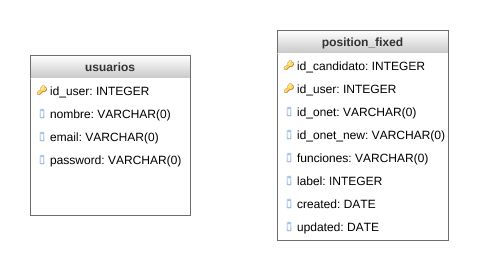 usuarios
id_user: INTEGER
nombre: VARCHAR(0)
email: VARCHAR(0)
password: VARCHAR(0)
position_fixed
id_candidato: INTEGER
id_user: INTEGER
id_onet: VARCHAR(0)
id_onet_new: VARCHAR(0)
funciones: VARCHAR(0)
label: INTEGER
created: DATE
updated: DATE